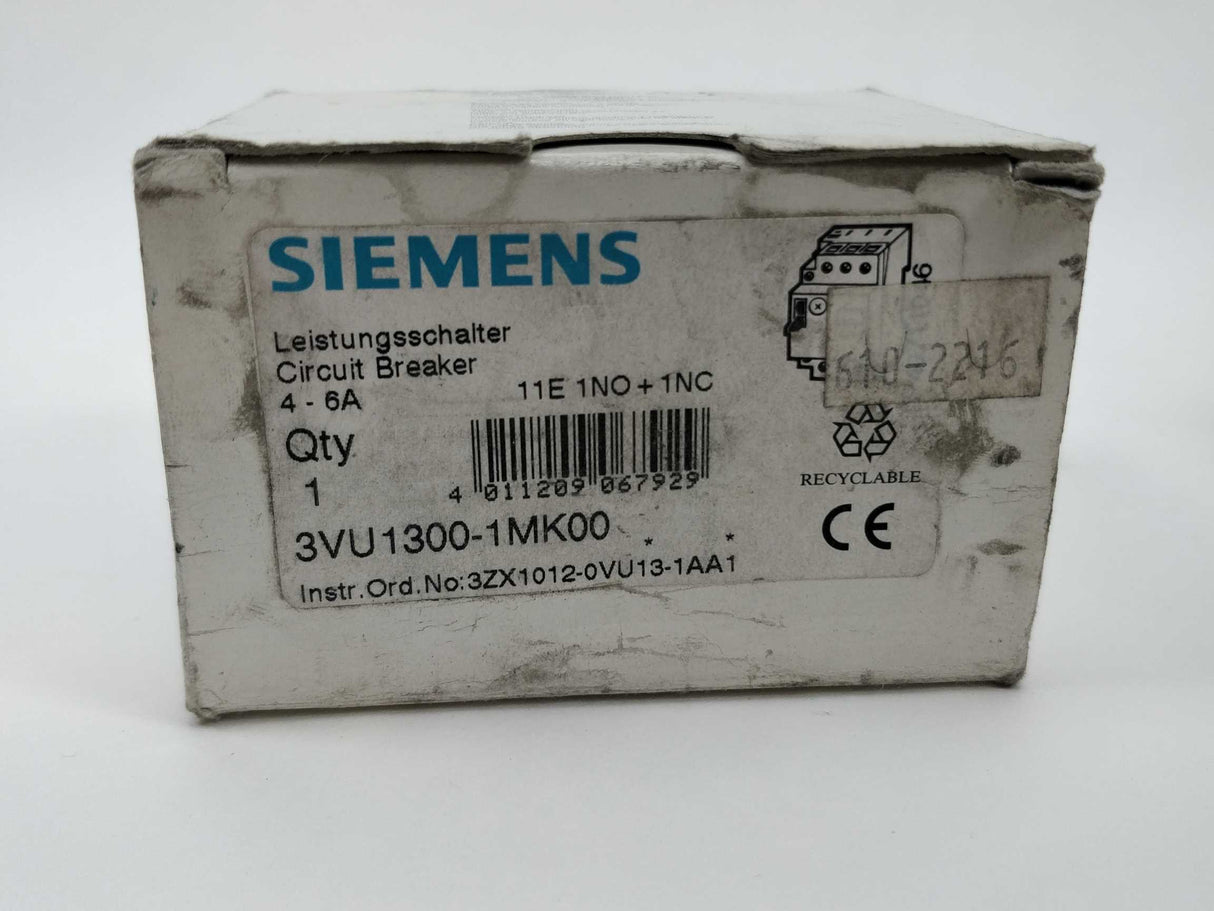 SIEMENS
Leistungsschalter
Circuit Breaker
4 - 6A
11E 1NO + 1NC
Qty
1
4 011209 067929
3VU1300-1MK00
* *
Instr.Ord.No:3ZX1012-0VU13-1AA1
610-2216
RECYCLABLE
CE